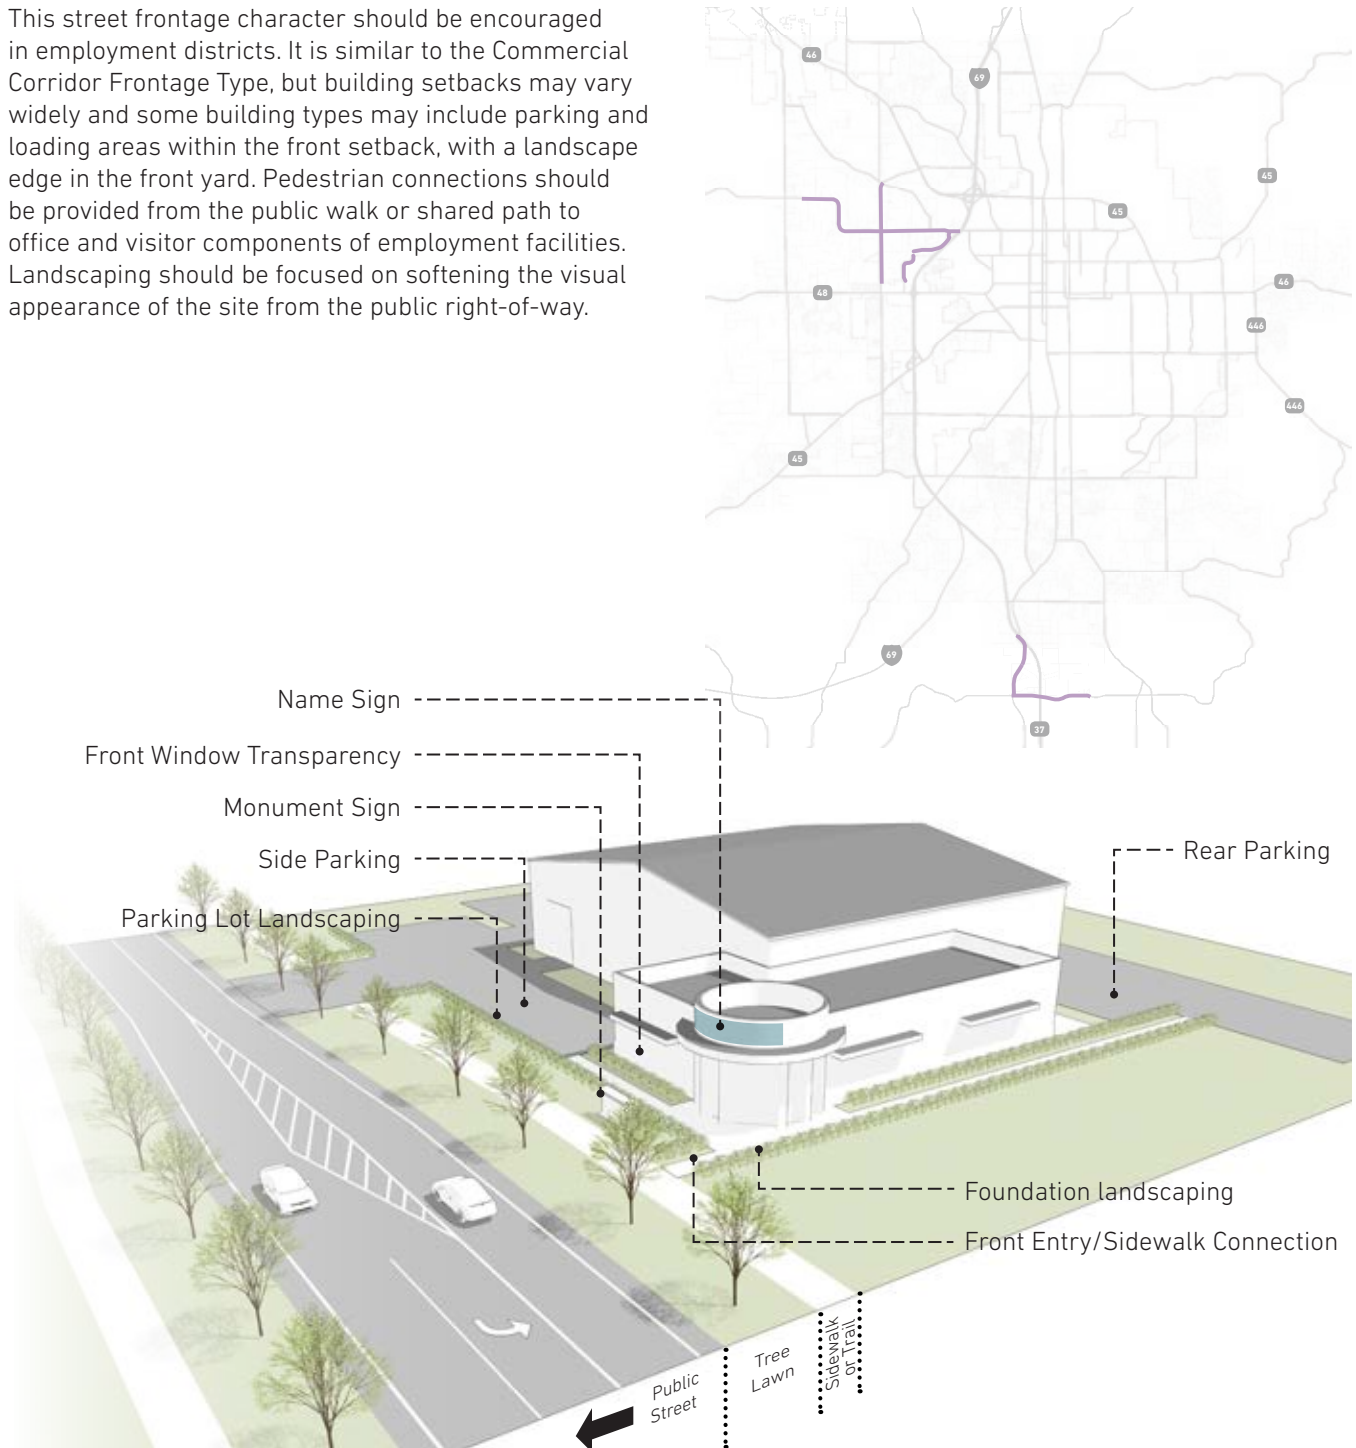 This street frontage character should be encouraged
in employment districts. It is similar to the Commercial
Corridor Frontage Type, but building setbacks may vary
widely and some building types may include parking and
loading areas within the front setback, with a landscape
edge in the front yard. Pedestrian connections should
be provided from the public walk or shared path to
office and visitor components of employment facilities.
Landscaping should be focused on softening the visual
appearance of the site from the public right-of-way.
46
69
45
45
48
46
446
446
45
69
37
Name Sign
Front Window Transparency
Monument Sign
Side Parking
Parking Lot Landscaping
Rear Parking
Foundation landscaping
Front Entry/Sidewalk Connection
Public
Street
Tree
Lawn
Sidewalk
or Trail